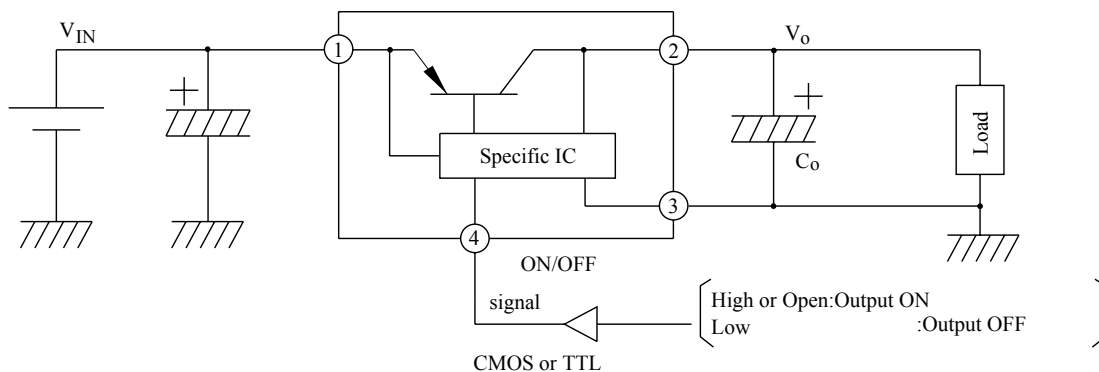 V_IN
1
2
V_o
+
+
Specific IC
C_o
Load
3
4
ON/OFF
signal
High or Open:Output ON
Low :Output OFF
CMOS or TTL